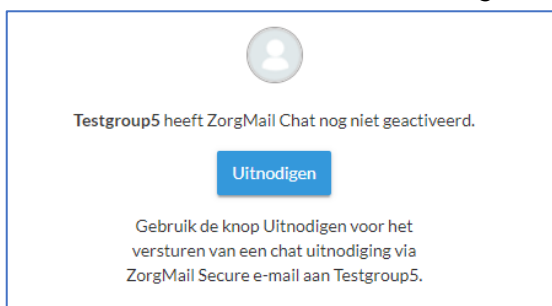 Testgroup5 heeft ZorgMail Chat nog niet geactiveerd.
Uitnodigen
Gebruik de knop Uitnodigen voor het
versturen van een chat uitnodiging via
ZorgMail Secure e-mail aan Testgroup5.